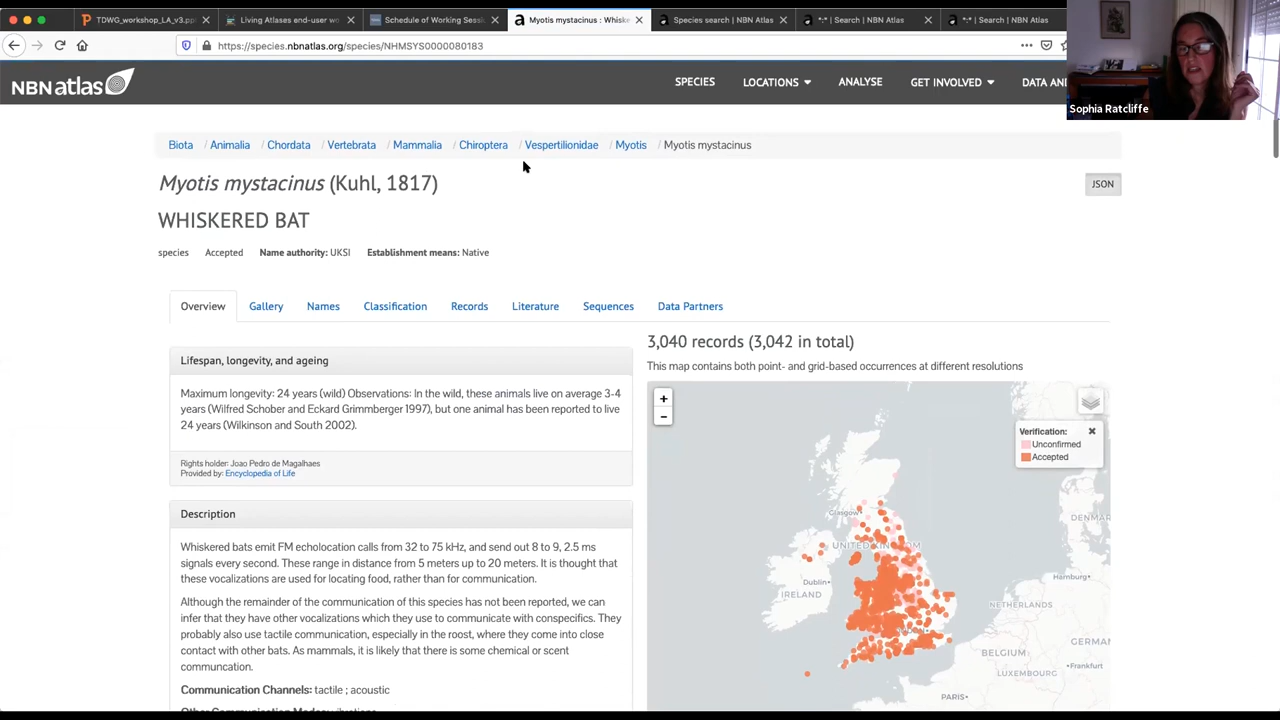 TDWG_workshop_LA_v3.pp
Living Atlases end-user wo
Schedule of Working Sessi
Myotis mystacinus : Whiske
Species search | NBN Atlas
*:* | Search | NBN Atlas
*:* | Search | NBN Atlas
https://species.nbnatlas.org/species/NHMSYS0000080183
NBN atlas
SPECIES
LOCATIONS
ANALYSE
GET INVOLVED
DATA AND
Sophia Ratcliffe
Biota / Animalia / Chordata / Vertebrata / Mammalia / Chiroptera / Vespertilionidae / Myotis / Myotis mystacinus
Myotis mystacinus (Kuhl, 1817)
JSON
WHISKERED BAT
species Accepted Name authority: UKSI Establishment means: Native
Overview Gallery Names Classification Records Literature Sequences Data Partners
Lifespan, longevity, and ageing
Maximum longevity: 24 years (wild) Observations: In the wild, these animals live on average 3-4
years (Wilfred Schober and Eckard Grimmberger 1997), but one animal has been reported to live
24 years (Wilkinson and South 2002).
Rights holder: Joao Pedro de Magalhaes
Provided by: Encyclopedia of Life
Description
Whiskered bats emit FM echolocation calls from 32 to 75 kHz, and send out 8 to 9, 2.5 ms
signals every second. These range in distance from 5 meters up to 20 meters. It is thought that
these vocalizations are used for locating food, rather than for communication.
Although the remainder of the communication of this species has not been reported, we can
infer that they have other vocalizations which they use to communicate with conspecifics. They
probably also use tactile communication, especially in the roost, where they come into close
contact with other bats. As mammals, it is likely that there is some chemical or scent
communcation.
Communication Channels: tactile ; acoustic
3,040 records (3,042 in total)
This map contains both point- and grid-based occurrences at different resolutions
+
−
Verification:
Unconfirmed
Accepted
Glasgow
DENMAR
UNITED KINGDOM
Hamburg
Dublin
IRELAND
NETHERLANDS
BELGIUM
GERMAN
Frankfurt
LUXEMBOURG
PARIS